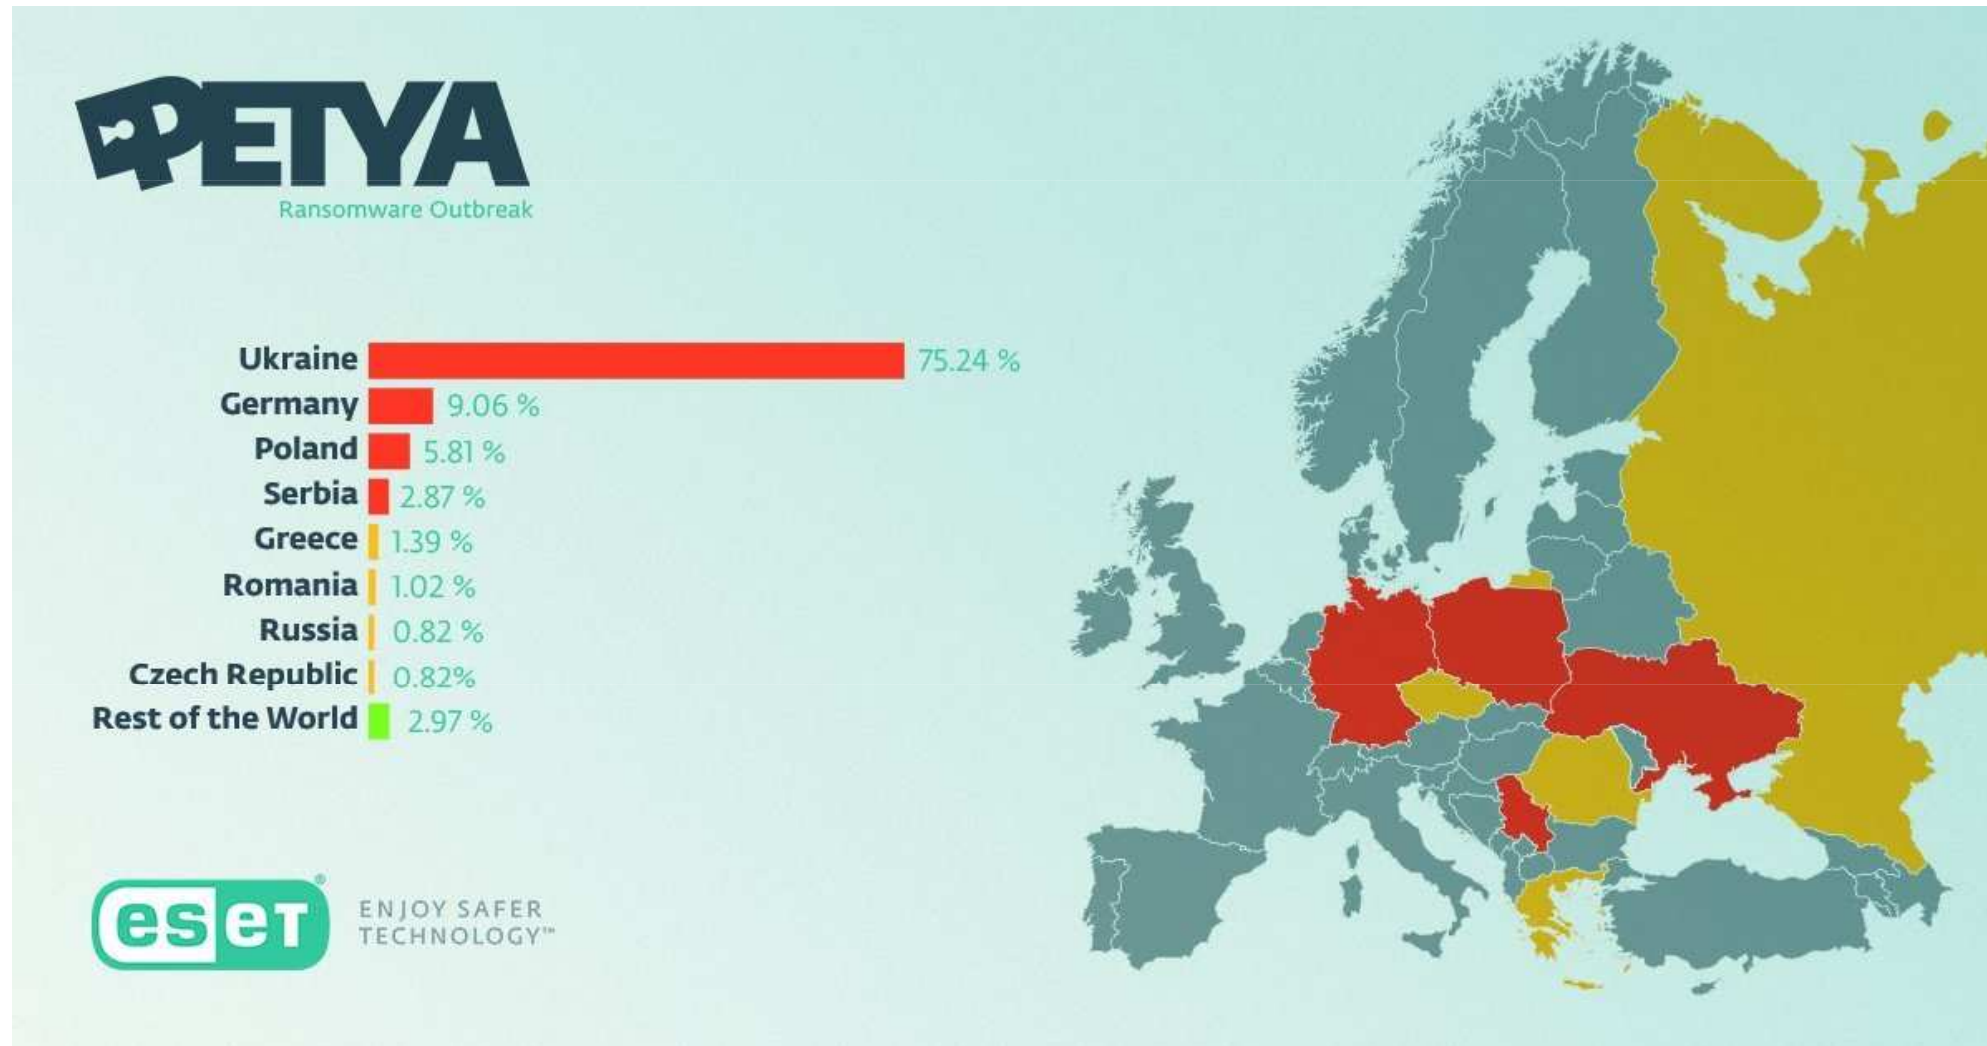 PETYA
Ransomware Outbreak
Ukraine 75.24 %
Germany 9.06 %
Poland 5.81 %
Serbia 2.87 %
Greece 1.39 %
Romania 1.02 %
Russia 0.82 %
Czech Republic 0.82%
Rest of the World 2.97 %
eseT®
ENJOY SAFER
TECHNOLOGY™